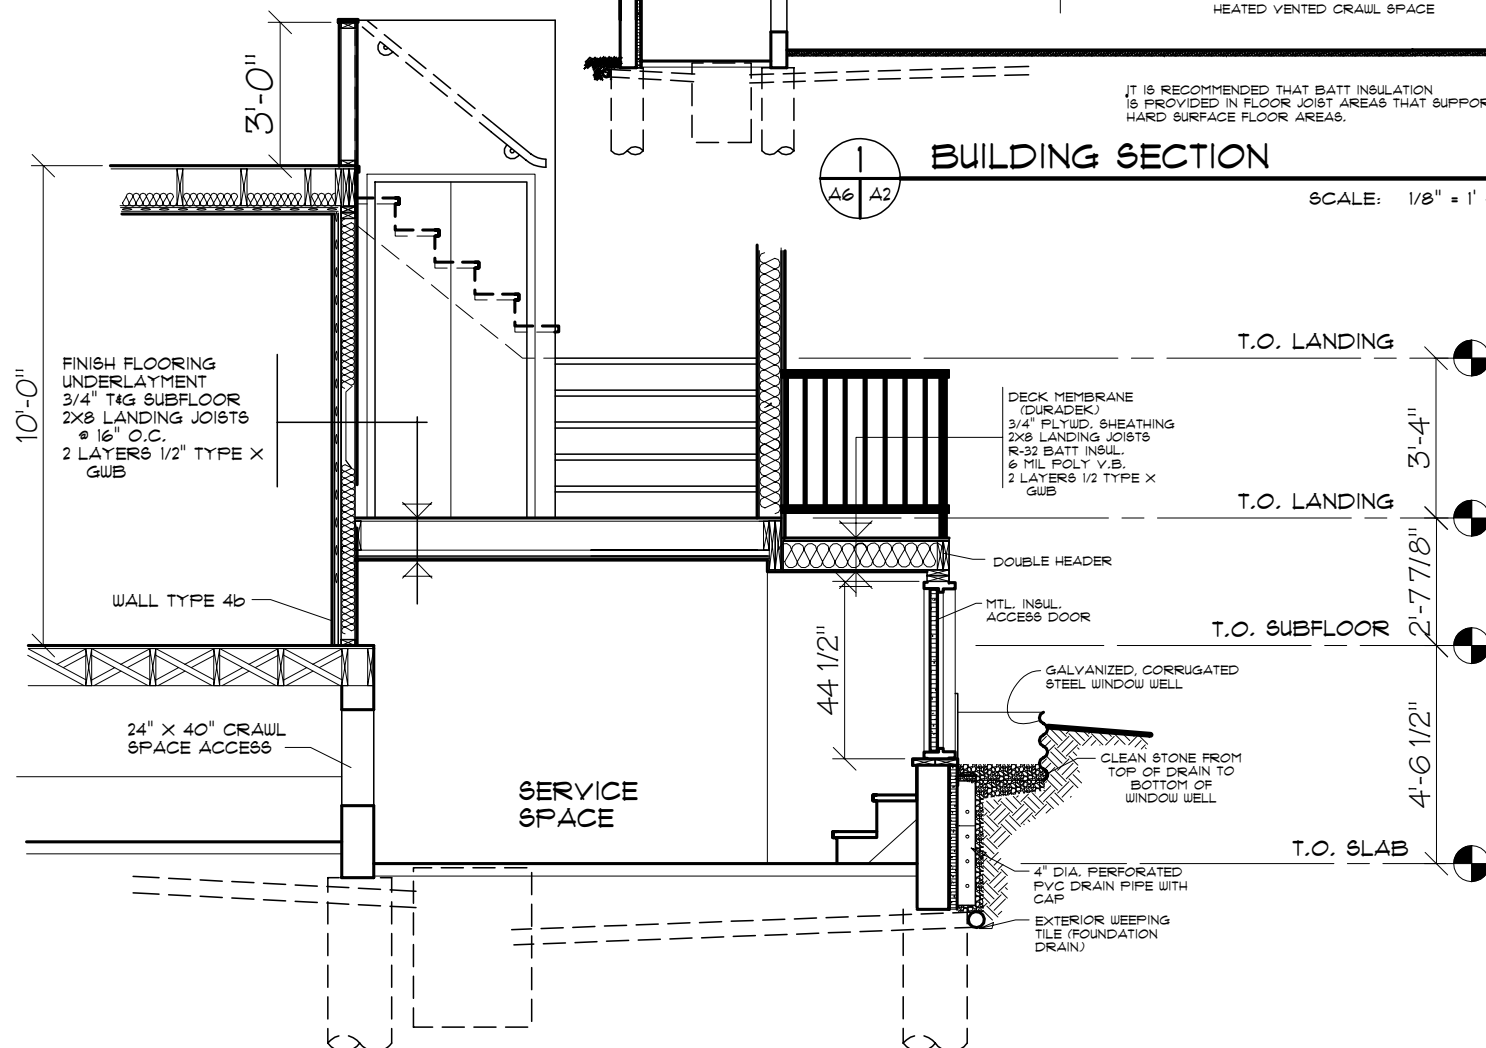 HEATED VENTED CRAWL SPACE
IT IS RECOMMENDED THAT BATT INSULATION
IS PROVIDED IN FLOOR JOIST AREAS THAT
HARD SURFACE FLOOR AREAS.
1
A6 A2
BUILDING SECTION
SCALE: 1/8" = 1'
3'-0"
10'-0"
FINISH FLOORING
UNDERLAYMENT
3/4" T&G SUBFLOOR
2X8 LANDING JOISTS
@ 16" O.C.
2 LAYERS 1/2" TYPE X
GWB
WALL TYPE 4b
24" X 40" CRAWL
SPACE ACCESS
SERVICE
SPACE
44 1/2"
DECK MEMBRANE
(DURADEK)
3/4" PLYWD. SHEATHING
2X8 LANDING JOISTS
R-32 BATT INSUL.
6 MIL POLY V.B.
2 LAYERS 1/2 TYPE X
GWB
DOUBLE HEADER
MTL. INSUL.
ACCESS DOOR
GALVANIZED, CORRUGATED
STEEL WINDOW WELL
CLEAN STONE FROM
TOP OF DRAIN TO
BOTTOM OF
WINDOW WELL
4" DIA. PERFORATED
PVC DRAIN PIPE WITH
CAP
EXTERIOR WEEPING
TILE (FOUNDATION
DRAIN)
T.O. LANDING
3'-4"
T.O. LANDING
2'-7 7/8"
T.O. SUBFLOOR
4'-6 1/2"
T.O. SLAB